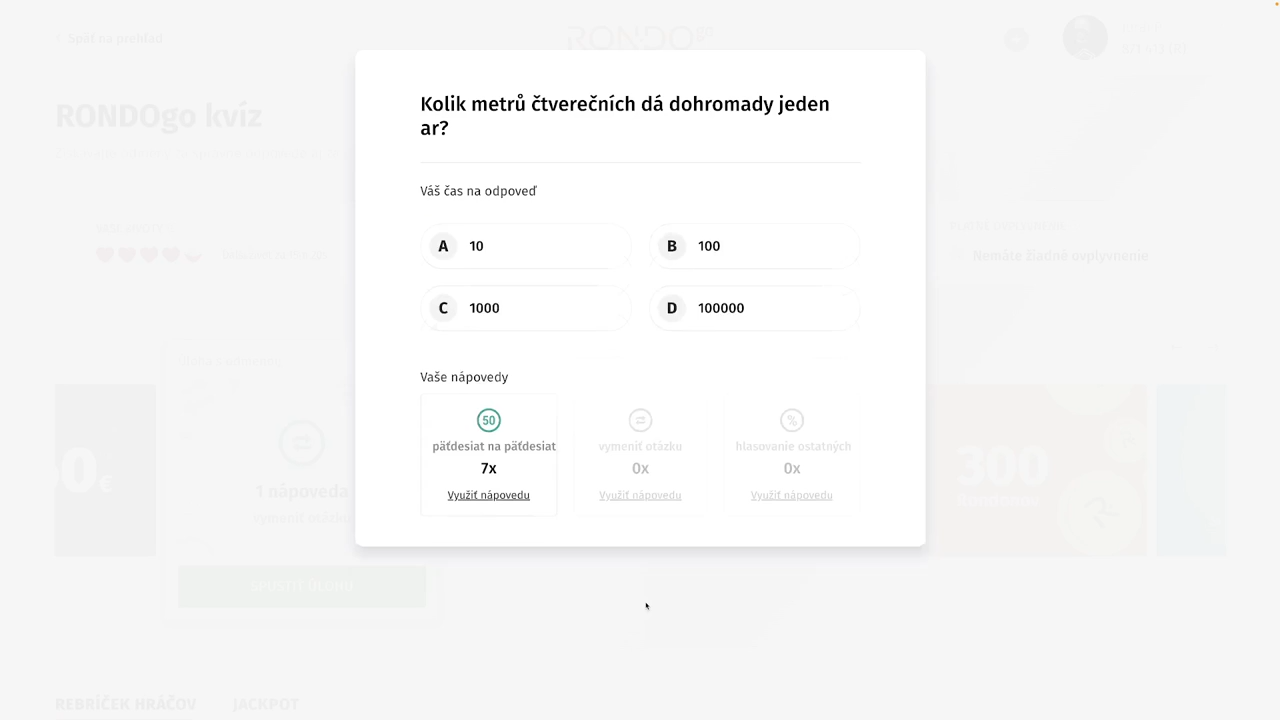 Späť na prehľad
RONDO
RONDOgo kvíz
Kolik metrů čtverečních dá dohromady jeden
ar?
Váš čas na odpoveď
A 10
B 100
C 1000
D 100000
Nemáte žiadne ovplyvnenie
Vaše nápovedy
50
päťdesiat na päťdesiat
7x
Využiť nápovedu
vymeniť otázku
0x
Využiť nápovedu
%
hlasovanie ostatných
0x
Využiť nápovedu
0€
1 nápoveda
vymeniť otázku
300
REBRÍČEK HRÁČOV
JACKPOT